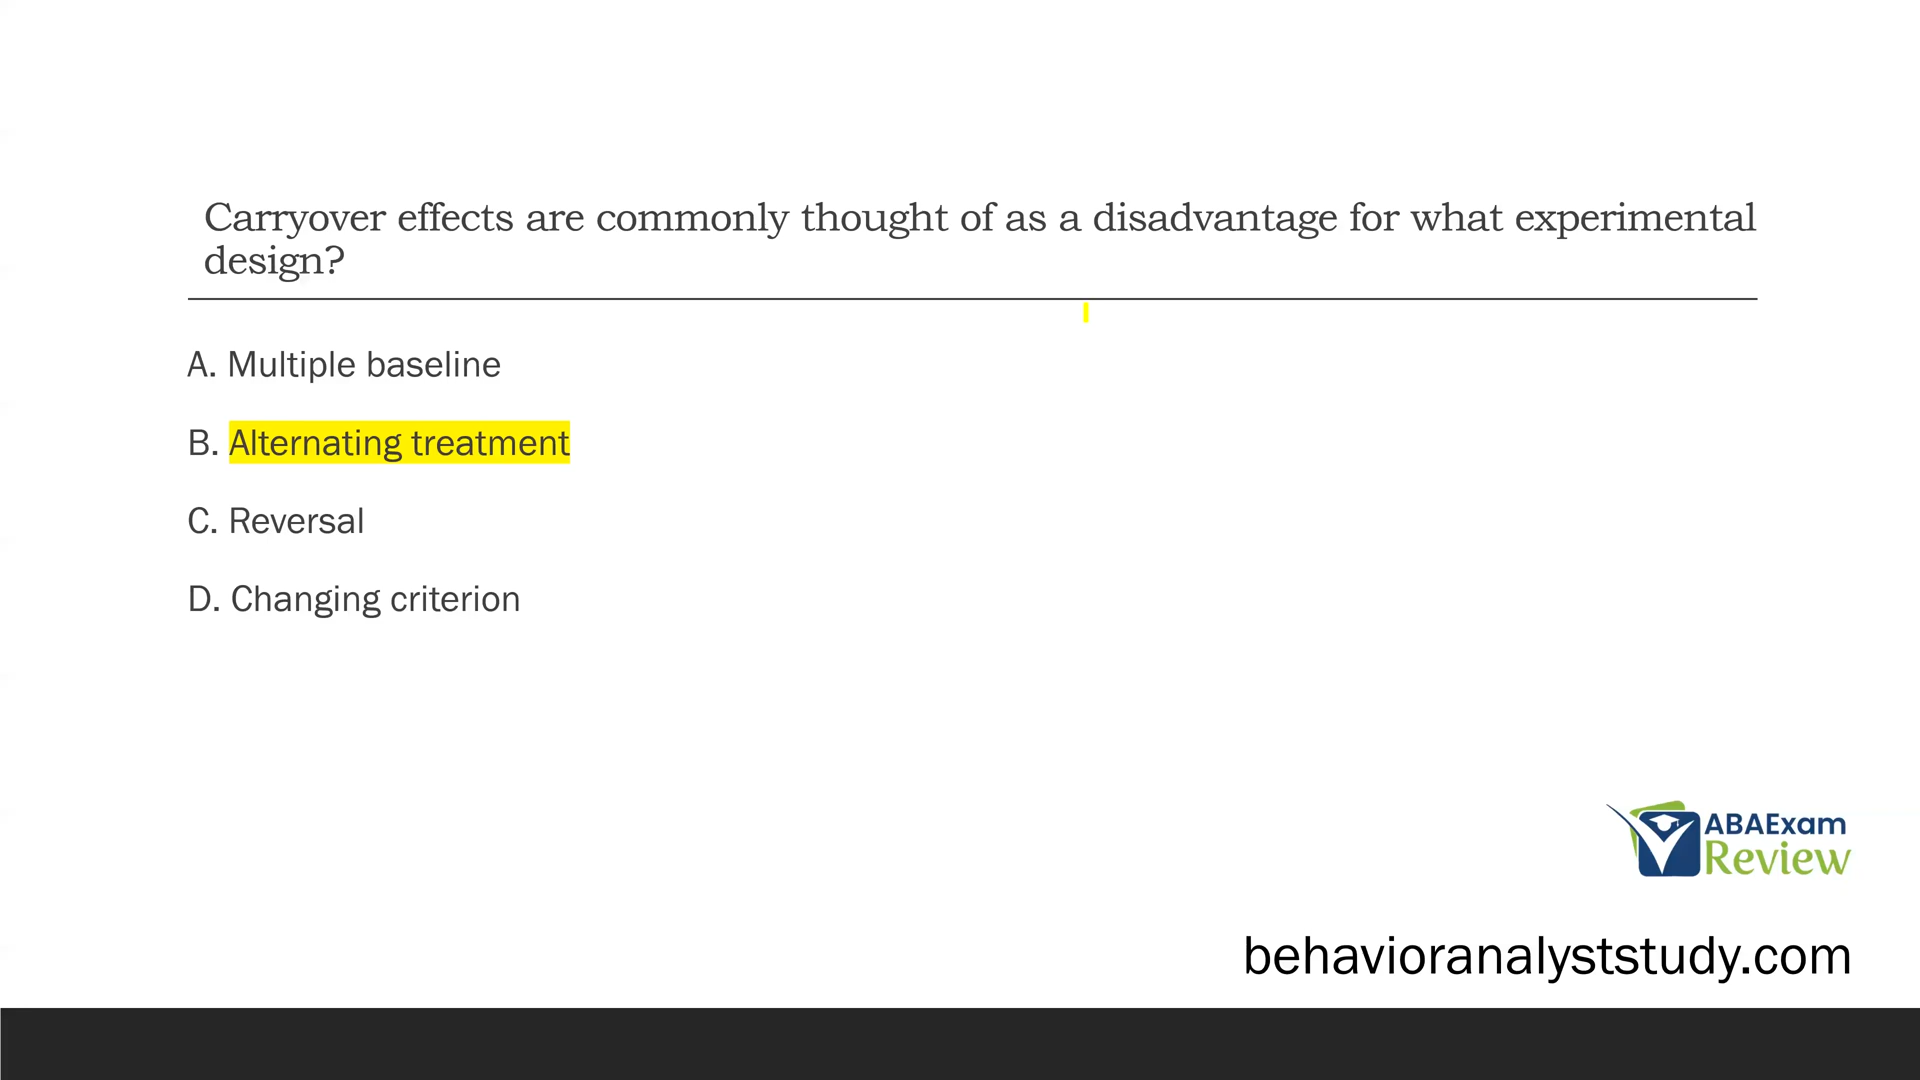 Carryover effects are commonly thought of as a disadvantage for what experimental
design?
A. Multiple baseline
B. Alternating treatment
C. Reversal
D. Changing criterion
ABAExam
Review
behavioranalyststudy.com